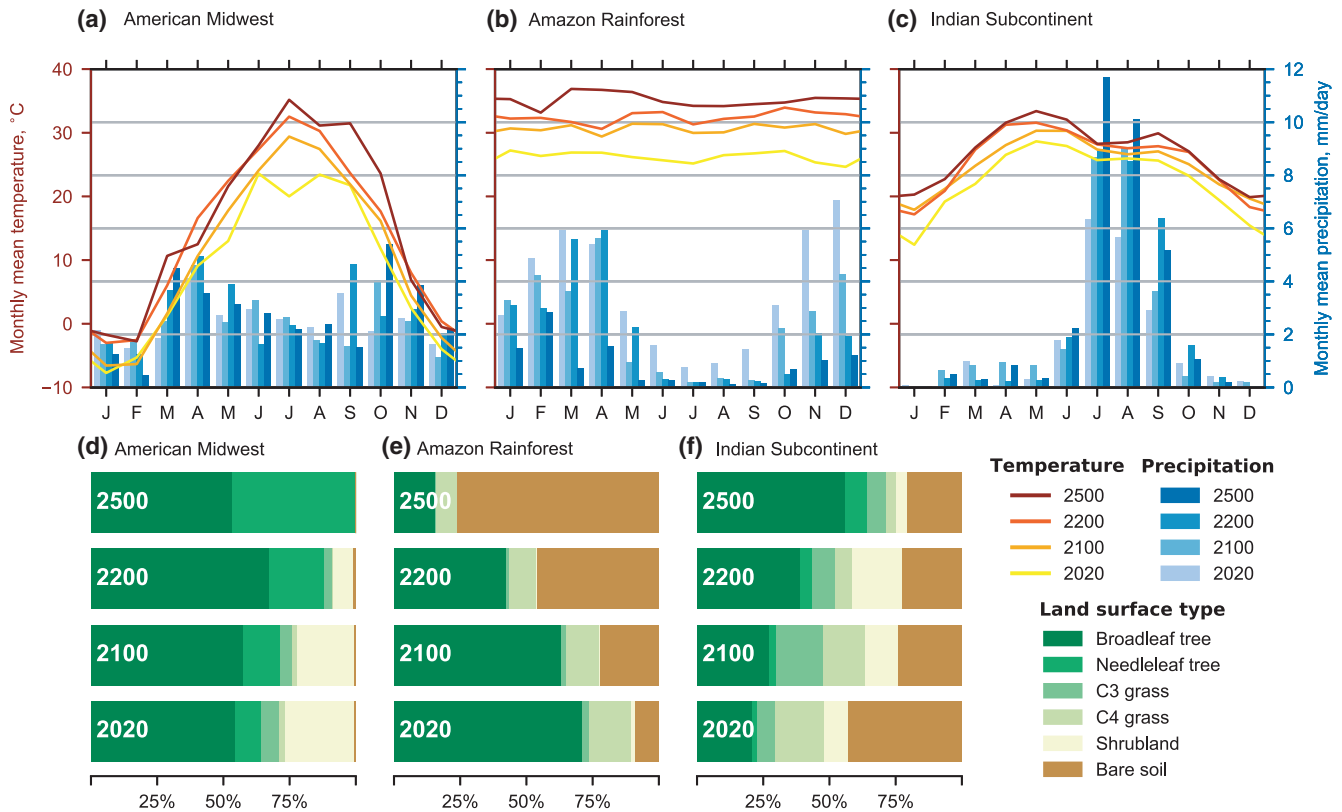 (a) American Midwest
(b) Amazon Rainforest
(c) Indian Subcontinent
Monthly mean temperature, °C
40
30
20
10
0
−10
J F M A M J J A S O N D
J F M A M J J A S O N D
J F M A M J J A S O N D
12
10
8
6
4
2
0
Monthly mean precipitation, mm/day
(d) American Midwest
2500
2200
2100
2020
25% 50% 75%
(e) Amazon Rainforest
2500
2200
2100
2020
25% 50% 75%
(f) Indian Subcontinent
2500
2200
2100
2020
25% 50% 75%
Temperature
2500
2200
2100
2020
Precipitation
2500
2200
2100
2020
Land surface type
Broadleaf tree
Needleleaf tree
C3 grass
C4 grass
Shrubland
Bare soil